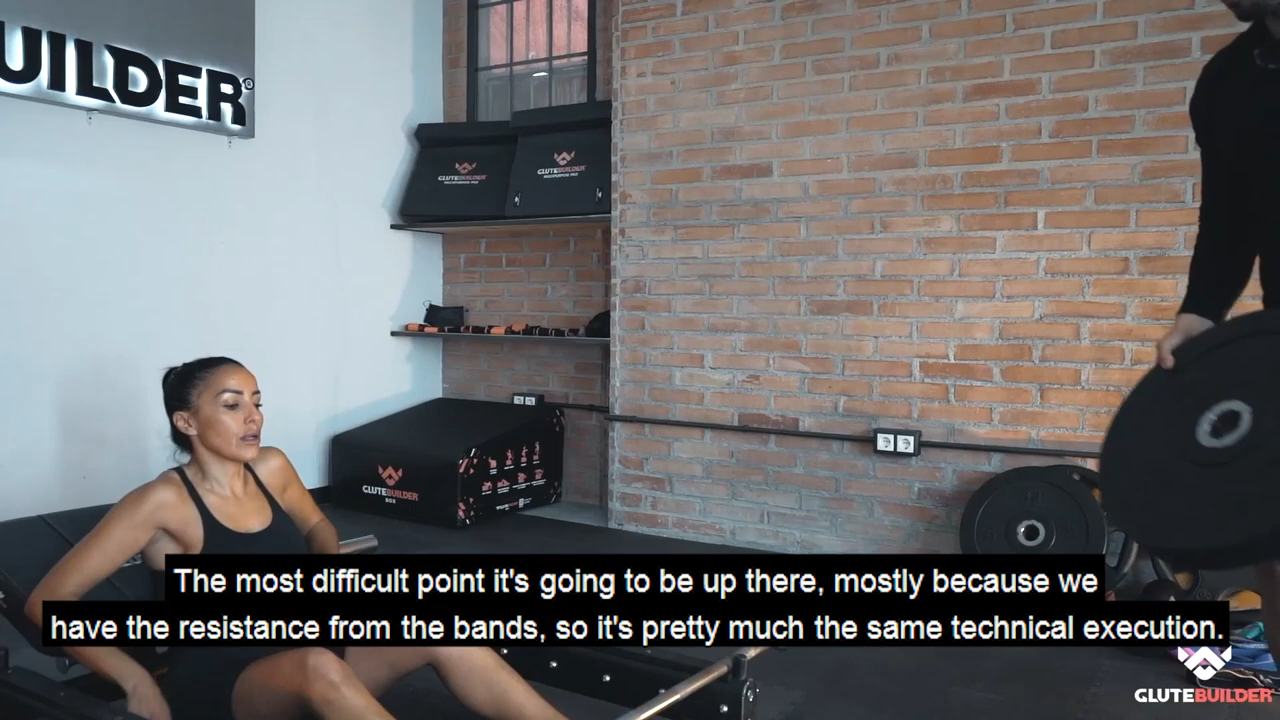 UILDER®
GLUTEBUILDER
GLUTEBUILDER
GLUTEBUILDER
BOX
The most difficult point it's going to be up there, mostly because we
have the resistance from the bands, so it's pretty much the same technical execution.
GLUTEBUILDER